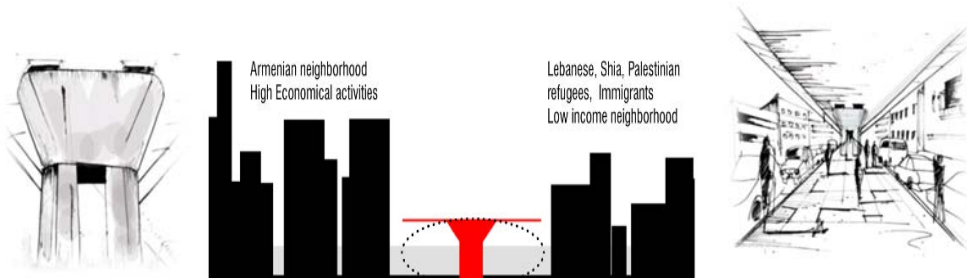 Armenian neighborhood
High Economical activities
Lebanese, Shia, Palestinian
refugees, Immigrants
Low income neighborhood